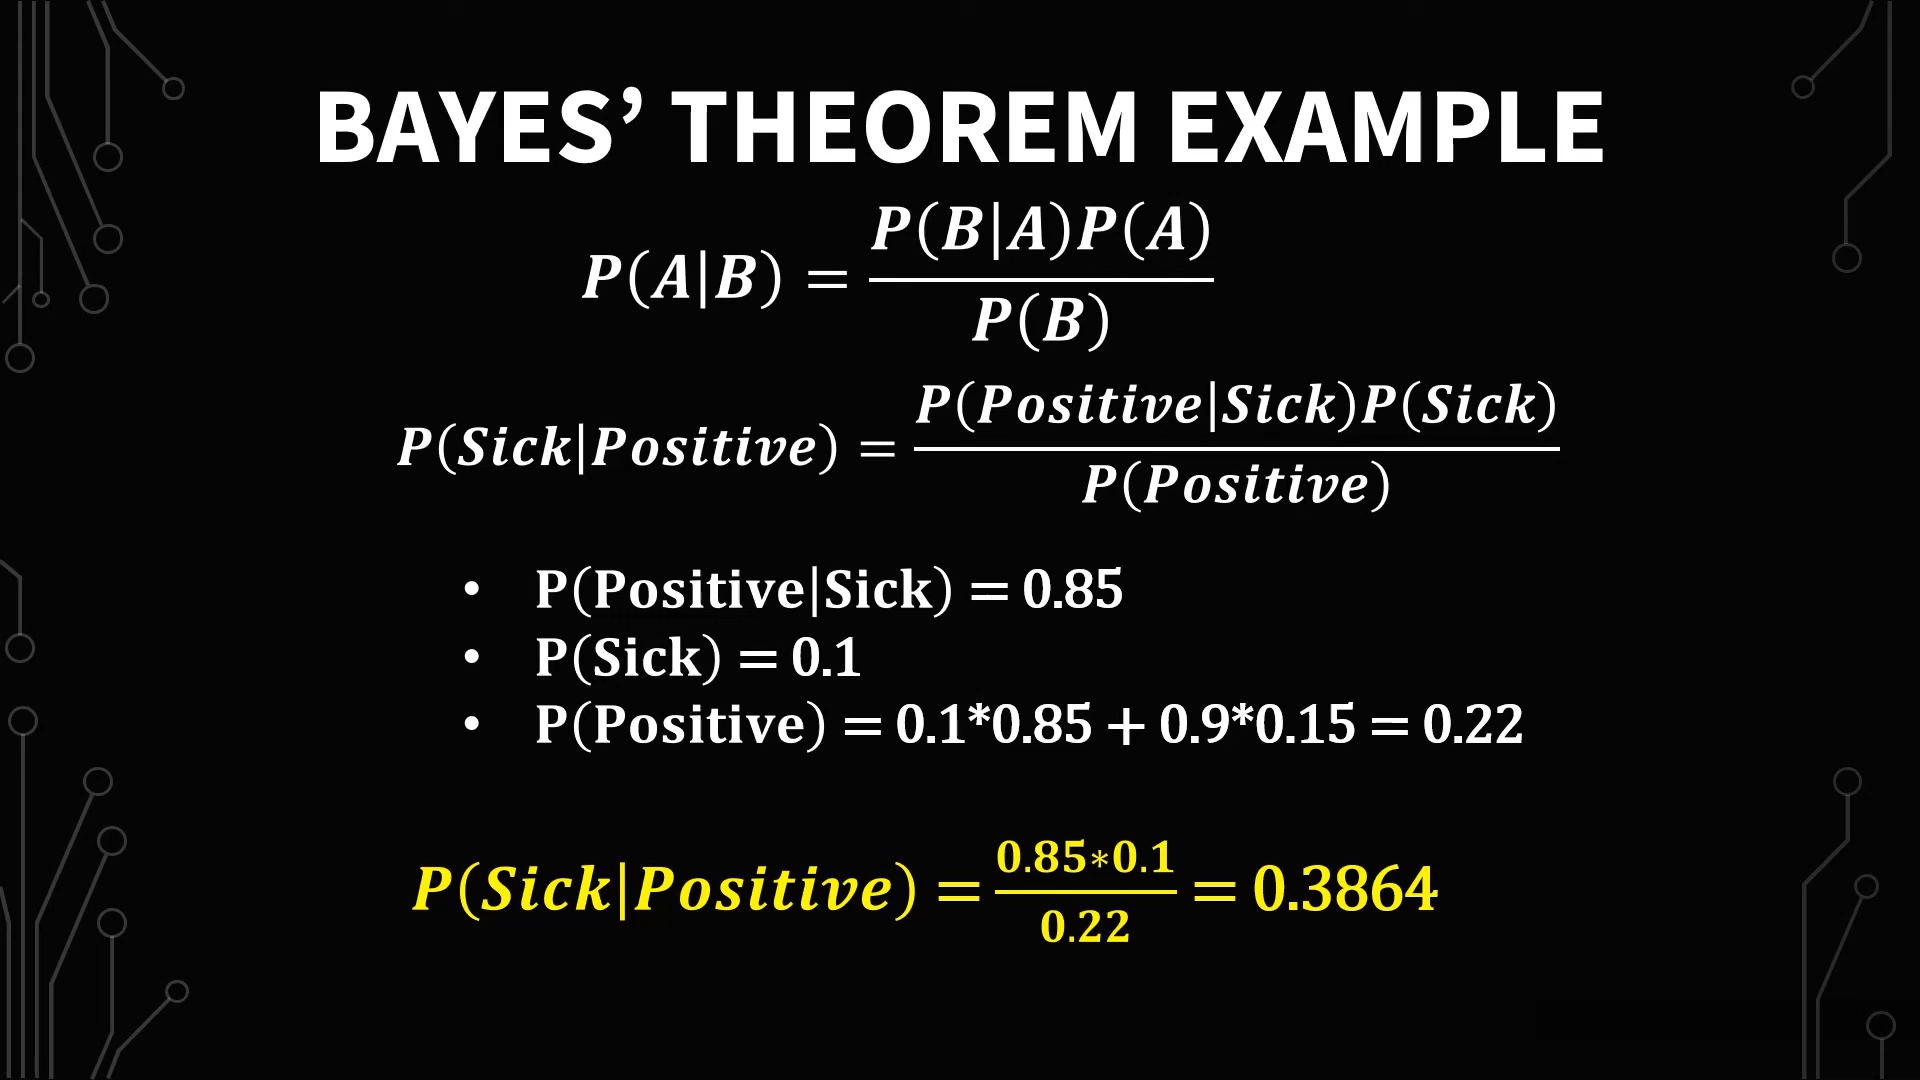 BAYES’ THEOREM EXAMPLE
P(A|B) = P(B|A)P(A) / P(B)
P(Sick|Positive) = P(Positive|Sick)P(Sick) / P(Positive)
• P(Positive|Sick) = 0.85
• P(Sick) = 0.1
• P(Positive) = 0.1*0.85 + 0.9*0.15 = 0.22
P(Sick|Positive) = 0.85*0.1 / 0.22 = 0.3864